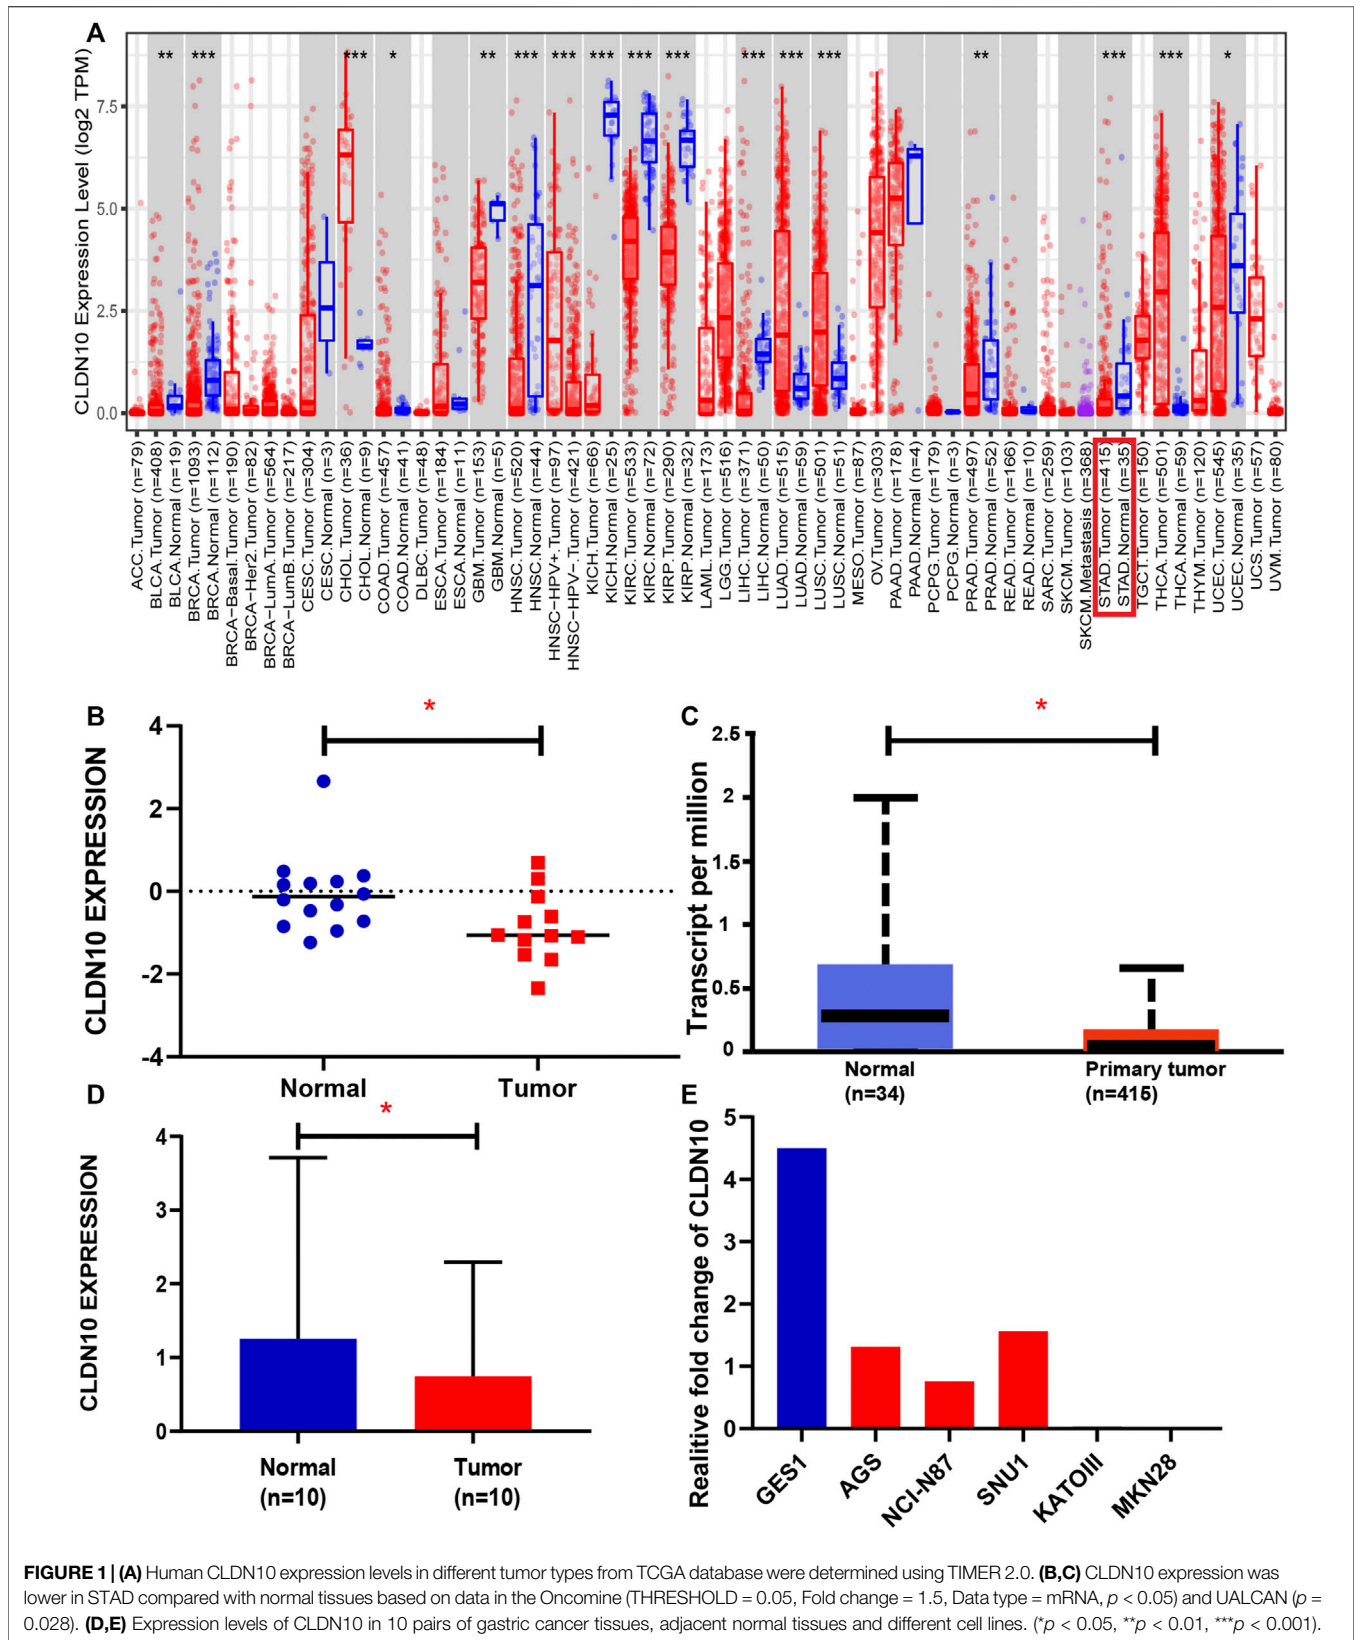 A
** *** *** * ** *** *** *** *** *** *** *** *** ** *** *** *
CLDN10 Expression Level (log2 TPM)
7.5
5.0
2.5
0.0
ACC.Tumor (n=79)
BLCA.Tumor (n=408)
BLCA.Normal (n=19)
BRCA.Tumor (n=1093)
BRCA.Normal (n=112)
BRCA-Basal.Tumor (n=190)
BRCA-Her2.Tumor (n=82)
BRCA-LumA.Tumor (n=564)
BRCA-LumB.Tumor (n=217)
CESC.Tumor (n=304)
CESC.Normal (n=3)
CHOL.Tumor (n=36)
CHOL.Normal (n=9)
COAD.Tumor (n=457)
COAD.Normal (n=41)
DLBC.Tumor (n=48)
ESCA.Tumor (n=184)
ESCA.Normal (n=11)
GBM.Tumor (n=153)
GBM.Normal (n=5)
HNSC.Tumor (n=520)
HNSC.Normal (n=44)
HNSC-HPV+.Tumor (n=97)
HNSC-HPV-.Tumor (n=421)
KICH.Tumor (n=66)
KICH.Normal (n=25)
KIRC.Tumor (n=533)
KIRC.Normal (n=72)
KIRP.Tumor (n=290)
KIRP.Normal (n=32)
LAML.Tumor (n=173)
LGG.Tumor (n=516)
LIHC.Tumor (n=371)
LIHC.Normal (n=50)
LUAD.Tumor (n=515)
LUAD.Normal (n=59)
LUSC.Tumor (n=501)
LUSC.Normal (n=51)
MESO.Tumor (n=87)
OV.Tumor (n=303)
PAAD.Tumor (n=178)
PAAD.Normal (n=4)
PCPG.Tumor (n=179)
PCPG.Normal (n=3)
PRAD.Tumor (n=497)
PRAD.Normal (n=52)
READ.Tumor (n=166)
READ.Normal (n=10)
SARC.Tumor (n=259)
SKCM.Tumor (n=103)
SKCM.Metastasis (n=368)
STAD.Tumor (n=415)
STAD.Normal (n=35)
TGCT.Tumor (n=150)
THCA.Tumor (n=501)
THCA.Normal (n=59)
THYM.Tumor (n=120)
UCEC.Tumor (n=545)
UCEC.Normal (n=35)
UCS.Tumor (n=57)
UVM.Tumor (n=80)
B
*
CLDN10 EXPRESSION
4
2
0
-2
-4
Normal Tumor
C
*
Transcript per million
2.5
2
1.5
1
0.5
0
Normal Primary tumor
(n=34) (n=415)
D
*
CLDN10 EXPRESSION
4
3
2
1
0
Normal Tumor
(n=10) (n=10)
E
Realitive fold change of CLDN10
5
4
3
2
1
0
GES1
AGS
NCI-N87
SNU1
KATOIII
MKN28
FIGURE 1 | (A) Human CLDN10 expression levels in different tumor types from TCGA database were determined using TIMER 2.0. (B,C) CLDN10 expression was
lower in STAD compared with normal tissues based on data in the Oncomine (THRESHOLD = 0.05, Fold change = 1.5, Data type = mRNA, p < 0.05) and UALCAN (p =
0.028). (D,E) Expression levels of CLDN10 in 10 pairs of gastric cancer tissues, adjacent normal tissues and different cell lines. (*p < 0.05, **p < 0.01, ***p < 0.001).